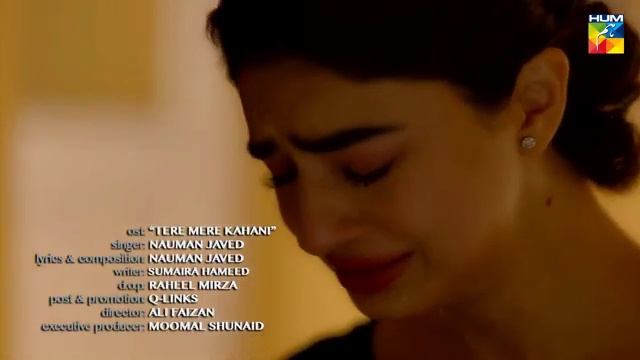 HUM
ہم
ost: "TERE MERE KAHANI"
singer: NAUMAN JAVED
lyrics & composition: NAUMAN JAVED
writer: SUMAIRA HAMEED
d.o.p: RAHEEL MIRZA
post & promotion: Q-LINKS
director: ALI FAIZAN
executive producer: MOOMAL SHUNAID